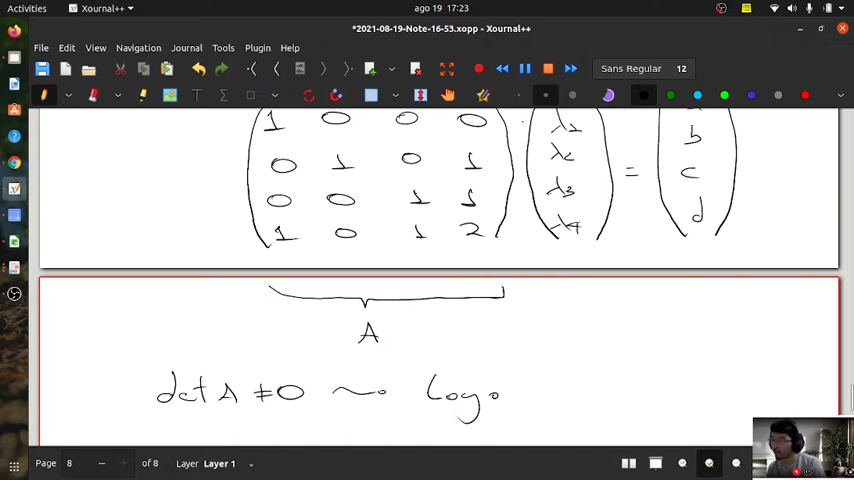 Activities Xournal++ ago 19 17:23
*2021-08-19-Note-16-53.xopp - Xournal++
File Edit View Navigation Journal Tools Plugin Help
Sans Regular 12
1 0 0 0 λ1
0 1 0 1 λ2 b
0 0 1 1 λ3 = c
1 0 1 2 λ4 d
A
det A ≠ 0 ~ Logo
Page 8 of 8 Layer Layer 1